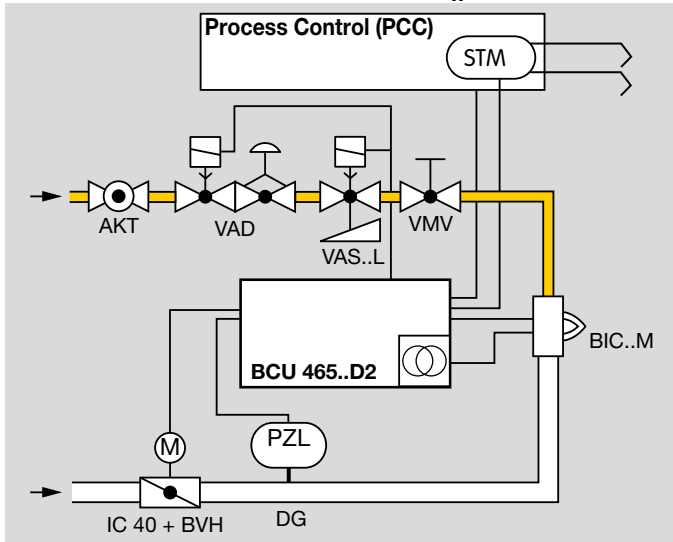 Process Control (PCC)
STM
AKT
VAD
VAS..L
VMV
BCU 465..D2
BIC..M
M
PZL
IC 40 + BVH
DG